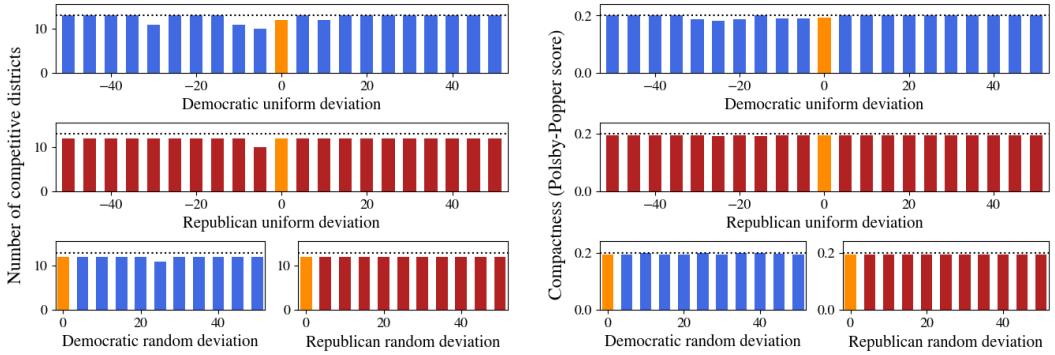 Number of competitive districts
10
0
−40 −20 0 20 40
Democratic uniform deviation
10
0
−40 −20 0 20 40
Republican uniform deviation
10
0
0 20 40
Democratic random deviation
10
0
0 20 40
Republican random deviation
Compactness (Polsby-Popper score)
0.2
0.0
−40 −20 0 20 40
Democratic uniform deviation
0.2
0.0
−40 −20 0 20 40
Republican uniform deviation
0.2
0.0
0 20 40
Democratic random deviation
0.2
0.0
0 20 40
Republican random deviation